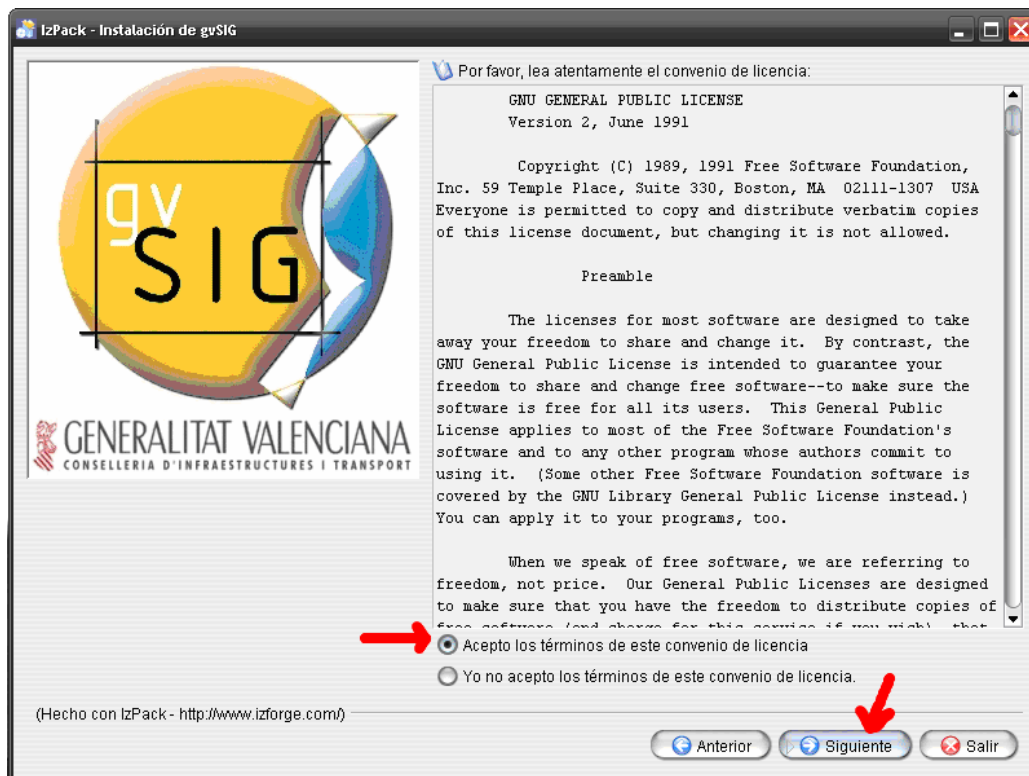 IzPack - Instalación de gvSIG
gv
SIG
GENERALITAT VALENCIANA
CONSELLERIA D'INFRAESTRUCTURES I TRANSPORT
Por favor, lea atentamente el convenio de licencia:
GNU GENERAL PUBLIC LICENSE
Version 2, June 1991
Copyright (C) 1989, 1991 Free Software Foundation,
Inc. 59 Temple Place, Suite 330, Boston, MA 02111-1307 USA
Everyone is permitted to copy and distribute verbatim copies
of this license document, but changing it is not allowed.
Preamble
The licenses for most software are designed to take
away your freedom to share and change it. By contrast, the
GNU General Public License is intended to guarantee your
freedom to share and change free software--to make sure the
software is free for all its users. This General Public
License applies to most of the Free Software Foundation's
software and to any other program whose authors commit to
using it. (Some other Free Software Foundation software is
covered by the GNU Library General Public License instead.)
You can apply it to your programs, too.
When we speak of free software, we are referring to
freedom, not price. Our General Public Licenses are designed
to make sure that you have the freedom to distribute copies of
free software (and charge for this service if you wish), that
Acepto los términos de este convenio de licencia
Yo no acepto los términos de este convenio de licencia.
(Hecho con IzPack - http://www.izforge.com/)
Anterior
Siguiente
Salir